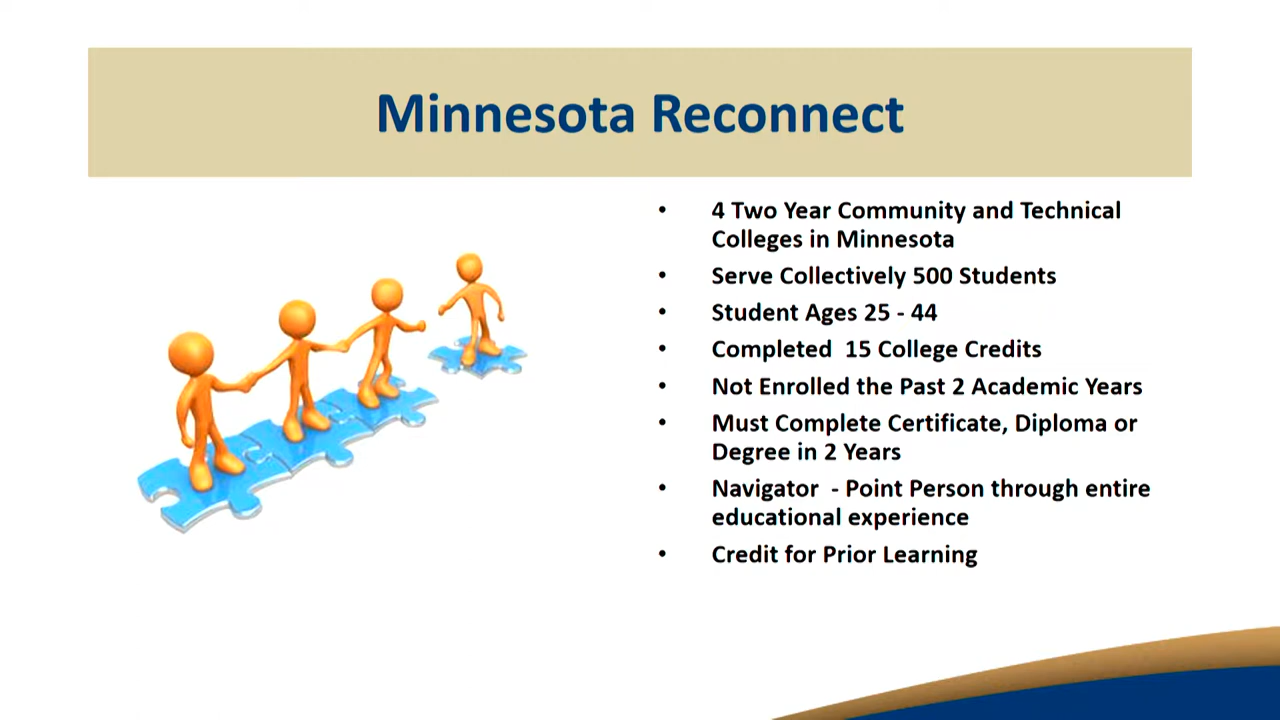 Minnesota Reconnect
• 4 Two Year Community and Technical
Colleges in Minnesota
• Serve Collectively 500 Students
• Student Ages 25 - 44
• Completed  15 College Credits
• Not Enrolled the Past 2 Academic Years
• Must Complete Certificate, Diploma or
Degree in 2 Years
• Navigator  - Point Person through entire
educational experience
• Credit for Prior Learning